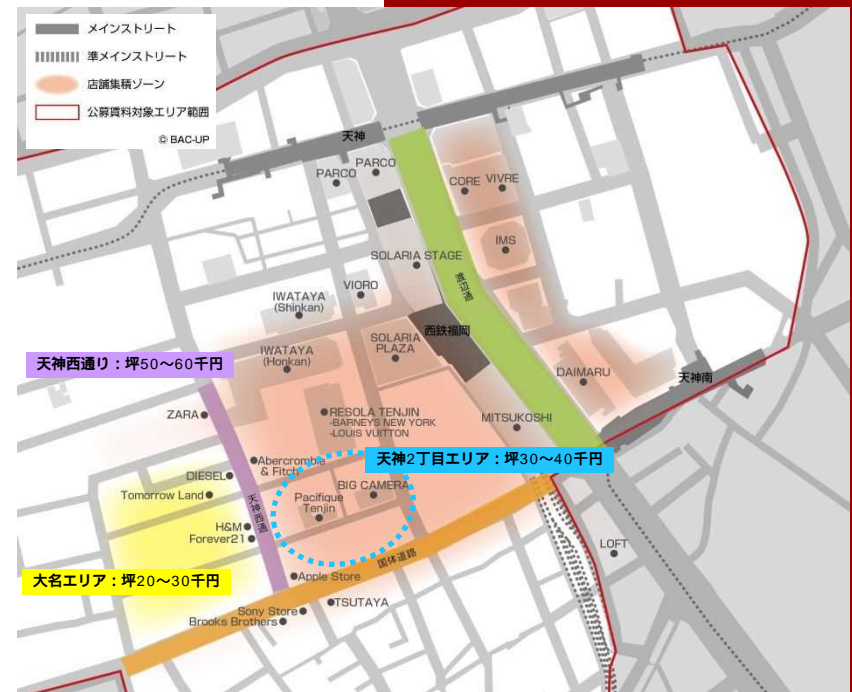 メインストリート
準メインストリート
店舗集積ゾーン
公募賃料対象エリア範囲
© BAC-UP
天神
PARCO
PARCO
CORE
VIVRE
IMS
SOLARIA STAGE
渡辺通
VIORO
IWATAYA
(Shinkan)
西鉄福岡
SOLARIA
PLAZA
IWATAYA
(Honkan)
天神西通り：坪50～60千円
DAIMARU
天神南
ZARA
RESOLA TENJIN
-BARNEYS NEW YORK
-LOUIS VUITTON
MITSUKOSHI
天神2丁目エリア：坪30～40千円
Abercrombie
& Fitch
DIESEL
BIG CAMERA
Tomorrow Land
Pacifique
Tenjin
天神西通
H&M
Forever21
LOFT
国体道路
大名エリア：坪20～30千円
Apple Store
TSUTAYA
Sony Store
Brooks Brothers